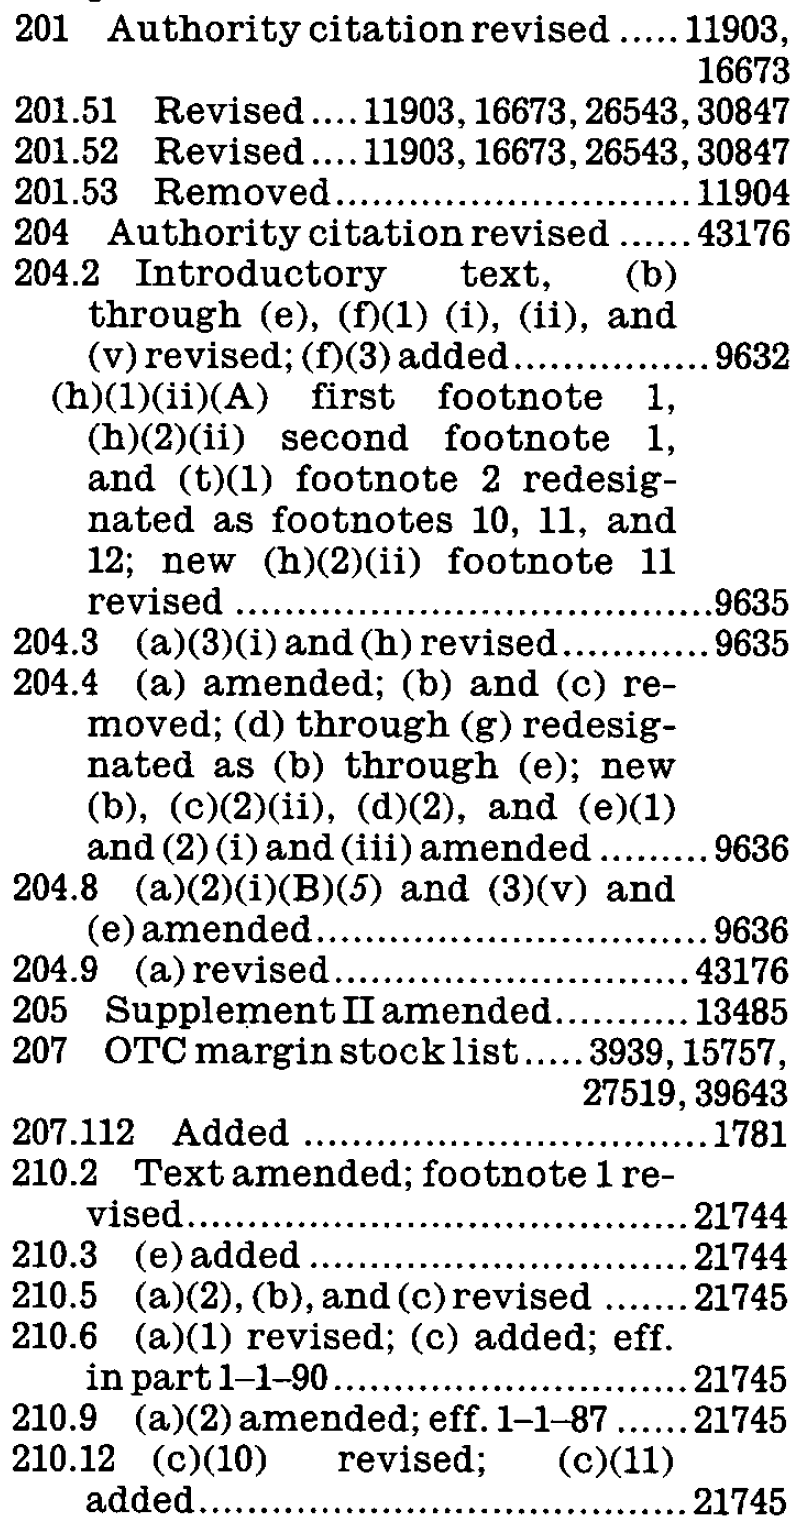 201 Authority citation revised ..... 11903,
16673
201.51 Revised .... 11903, 16673, 26543, 30847
201.52 Revised .... 11903, 16673, 26543, 30847
201.53 Removed............................. 11904
204 Authority citation revised ...... 43176
204.2 Introductory text, (b)
through (e), (f)(1) (i), (ii), and
(v) revised; (f)(3) added................. 9632
(h)(1)(ii)(A) first footnote 1,
(h)(2)(ii) second footnote 1,
and (t)(1) footnote 2 redesig-
nated as footnotes 10, 11, and
12; new (h)(2)(ii) footnote 11
revised .......................................9635
204.3 (a)(3)(i) and (h) revised............ 9635
204.4 (a) amended; (b) and (c) re-
moved; (d) through (g) redesig-
nated as (b) through (e); new
(b), (c)(2)(ii), (d)(2), and (e)(1)
and (2) (i) and (iii) amended ......... 9636
204.8 (a)(2)(i)(B)(5) and (3)(v) and
(e) amended................................ 9636
204.9 (a) revised............................. 43176
205 Supplement II amended........... 13485
207 OTC margin stock list ..... 3939, 15757,
27519, 39643
207.112 Added ................................. 1781
210.2 Text amended; footnote 1 re-
vised......................................... 21744
210.3 (e) added ............................... 21744
210.5 (a)(2), (b), and (c) revised ....... 21745
210.6 (a)(1) revised; (c) added; eff.
in part 1–1–90............................. 21745
210.9 (a)(2) amended; eff. 1–1–87 ...... 21745
210.12 (c)(10) revised; (c)(11)
added........................................ 21745